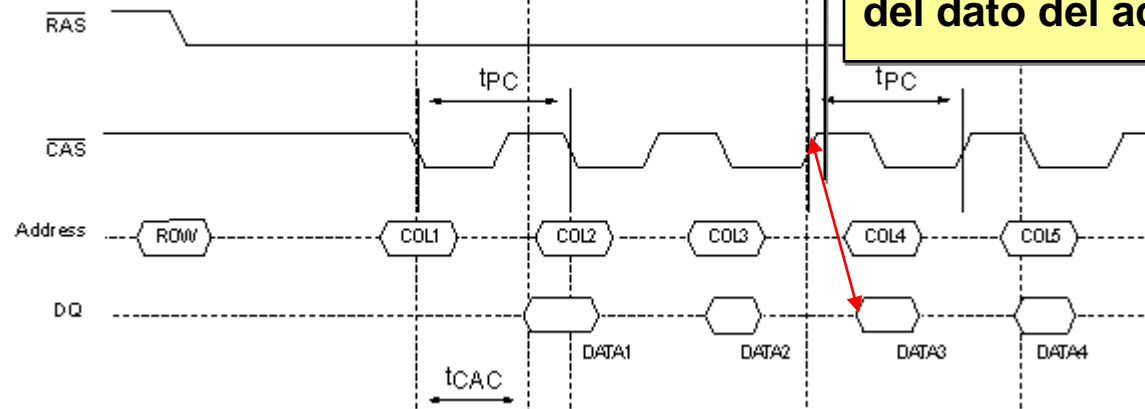 del dato del ac
RAS
tPC
tPC
CAS
Address
ROW
COL1
COL2
COL3
COL4
COL5
DQ
DATA1
DATA2
DATA3
DATA4
tCAC